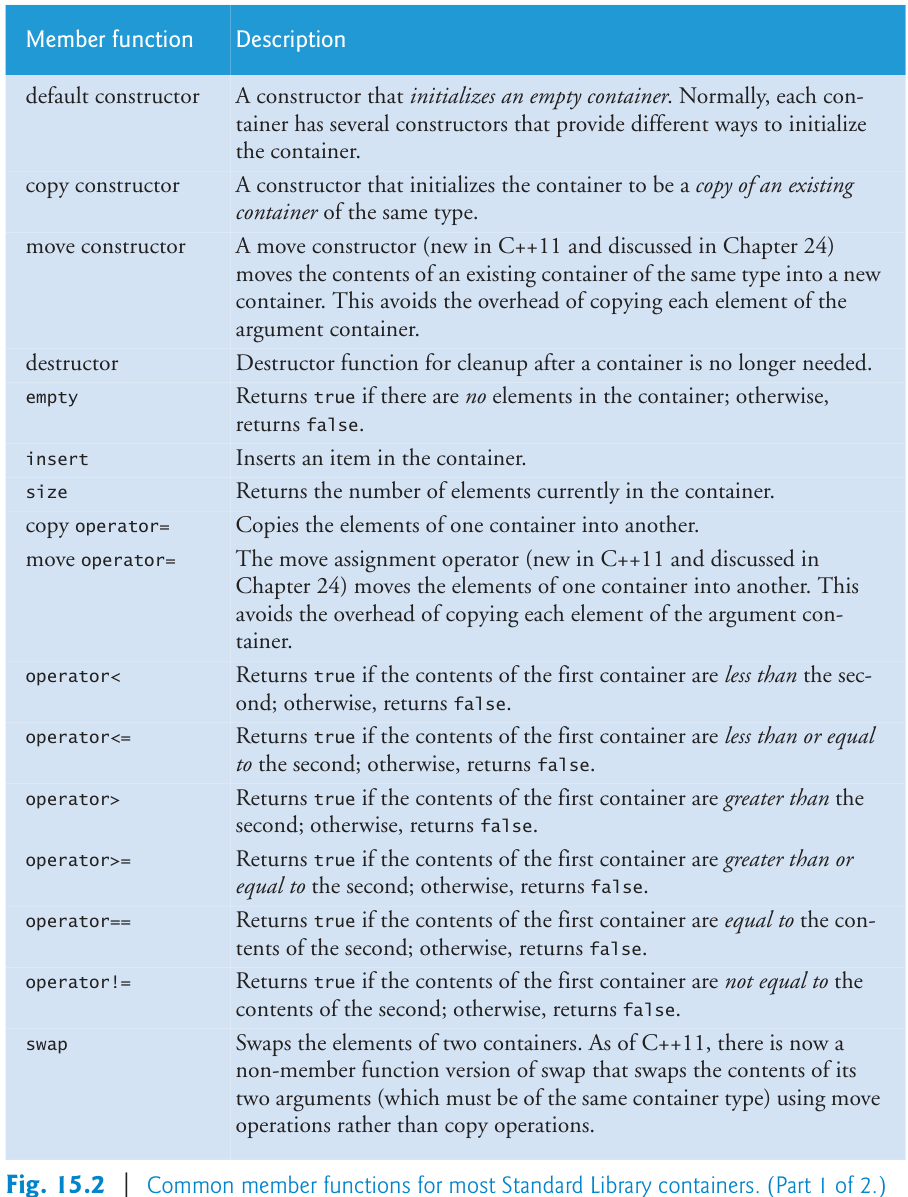 Member function Description
default constructor A constructor that initializes an empty container. Normally, each con-
tainer has several constructors that provide different ways to initialize
the container.
copy constructor A constructor that initializes the container to be a copy of an existing
container of the same type.
move constructor A move constructor (new in C++11 and discussed in Chapter 24)
moves the contents of an existing container of the same type into a new
container. This avoids the overhead of copying each element of the
argument container.
destructor Destructor function for cleanup after a container is no longer needed.
empty Returns true if there are no elements in the container; otherwise,
returns false.
insert Inserts an item in the container.
size Returns the number of elements currently in the container.
copy operator= Copies the elements of one container into another.
move operator= The move assignment operator (new in C++11 and discussed in
Chapter 24) moves the elements of one container into another. This
avoids the overhead of copying each element of the argument con-
tainer.
operator< Returns true if the contents of the first container are less than the sec-
ond; otherwise, returns false.
operator<= Returns true if the contents of the first container are less than or equal
to the second; otherwise, returns false.
operator> Returns true if the contents of the first container are greater than the
second; otherwise, returns false.
operator>= Returns true if the contents of the first container are greater than or
equal to the second; otherwise, returns false.
operator== Returns true if the contents of the first container are equal to the con-
tents of the second; otherwise, returns false.
operator!= Returns true if the contents of the first container are not equal to the
contents of the second; otherwise, returns false.
swap Swaps the elements of two containers. As of C++11, there is now a
non-member function version of swap that swaps the contents of its
two arguments (which must be of the same container type) using move
operations rather than copy operations.
Fig. 15.2 | Common member functions for most Standard Library containers. (Part 1 of 2.)